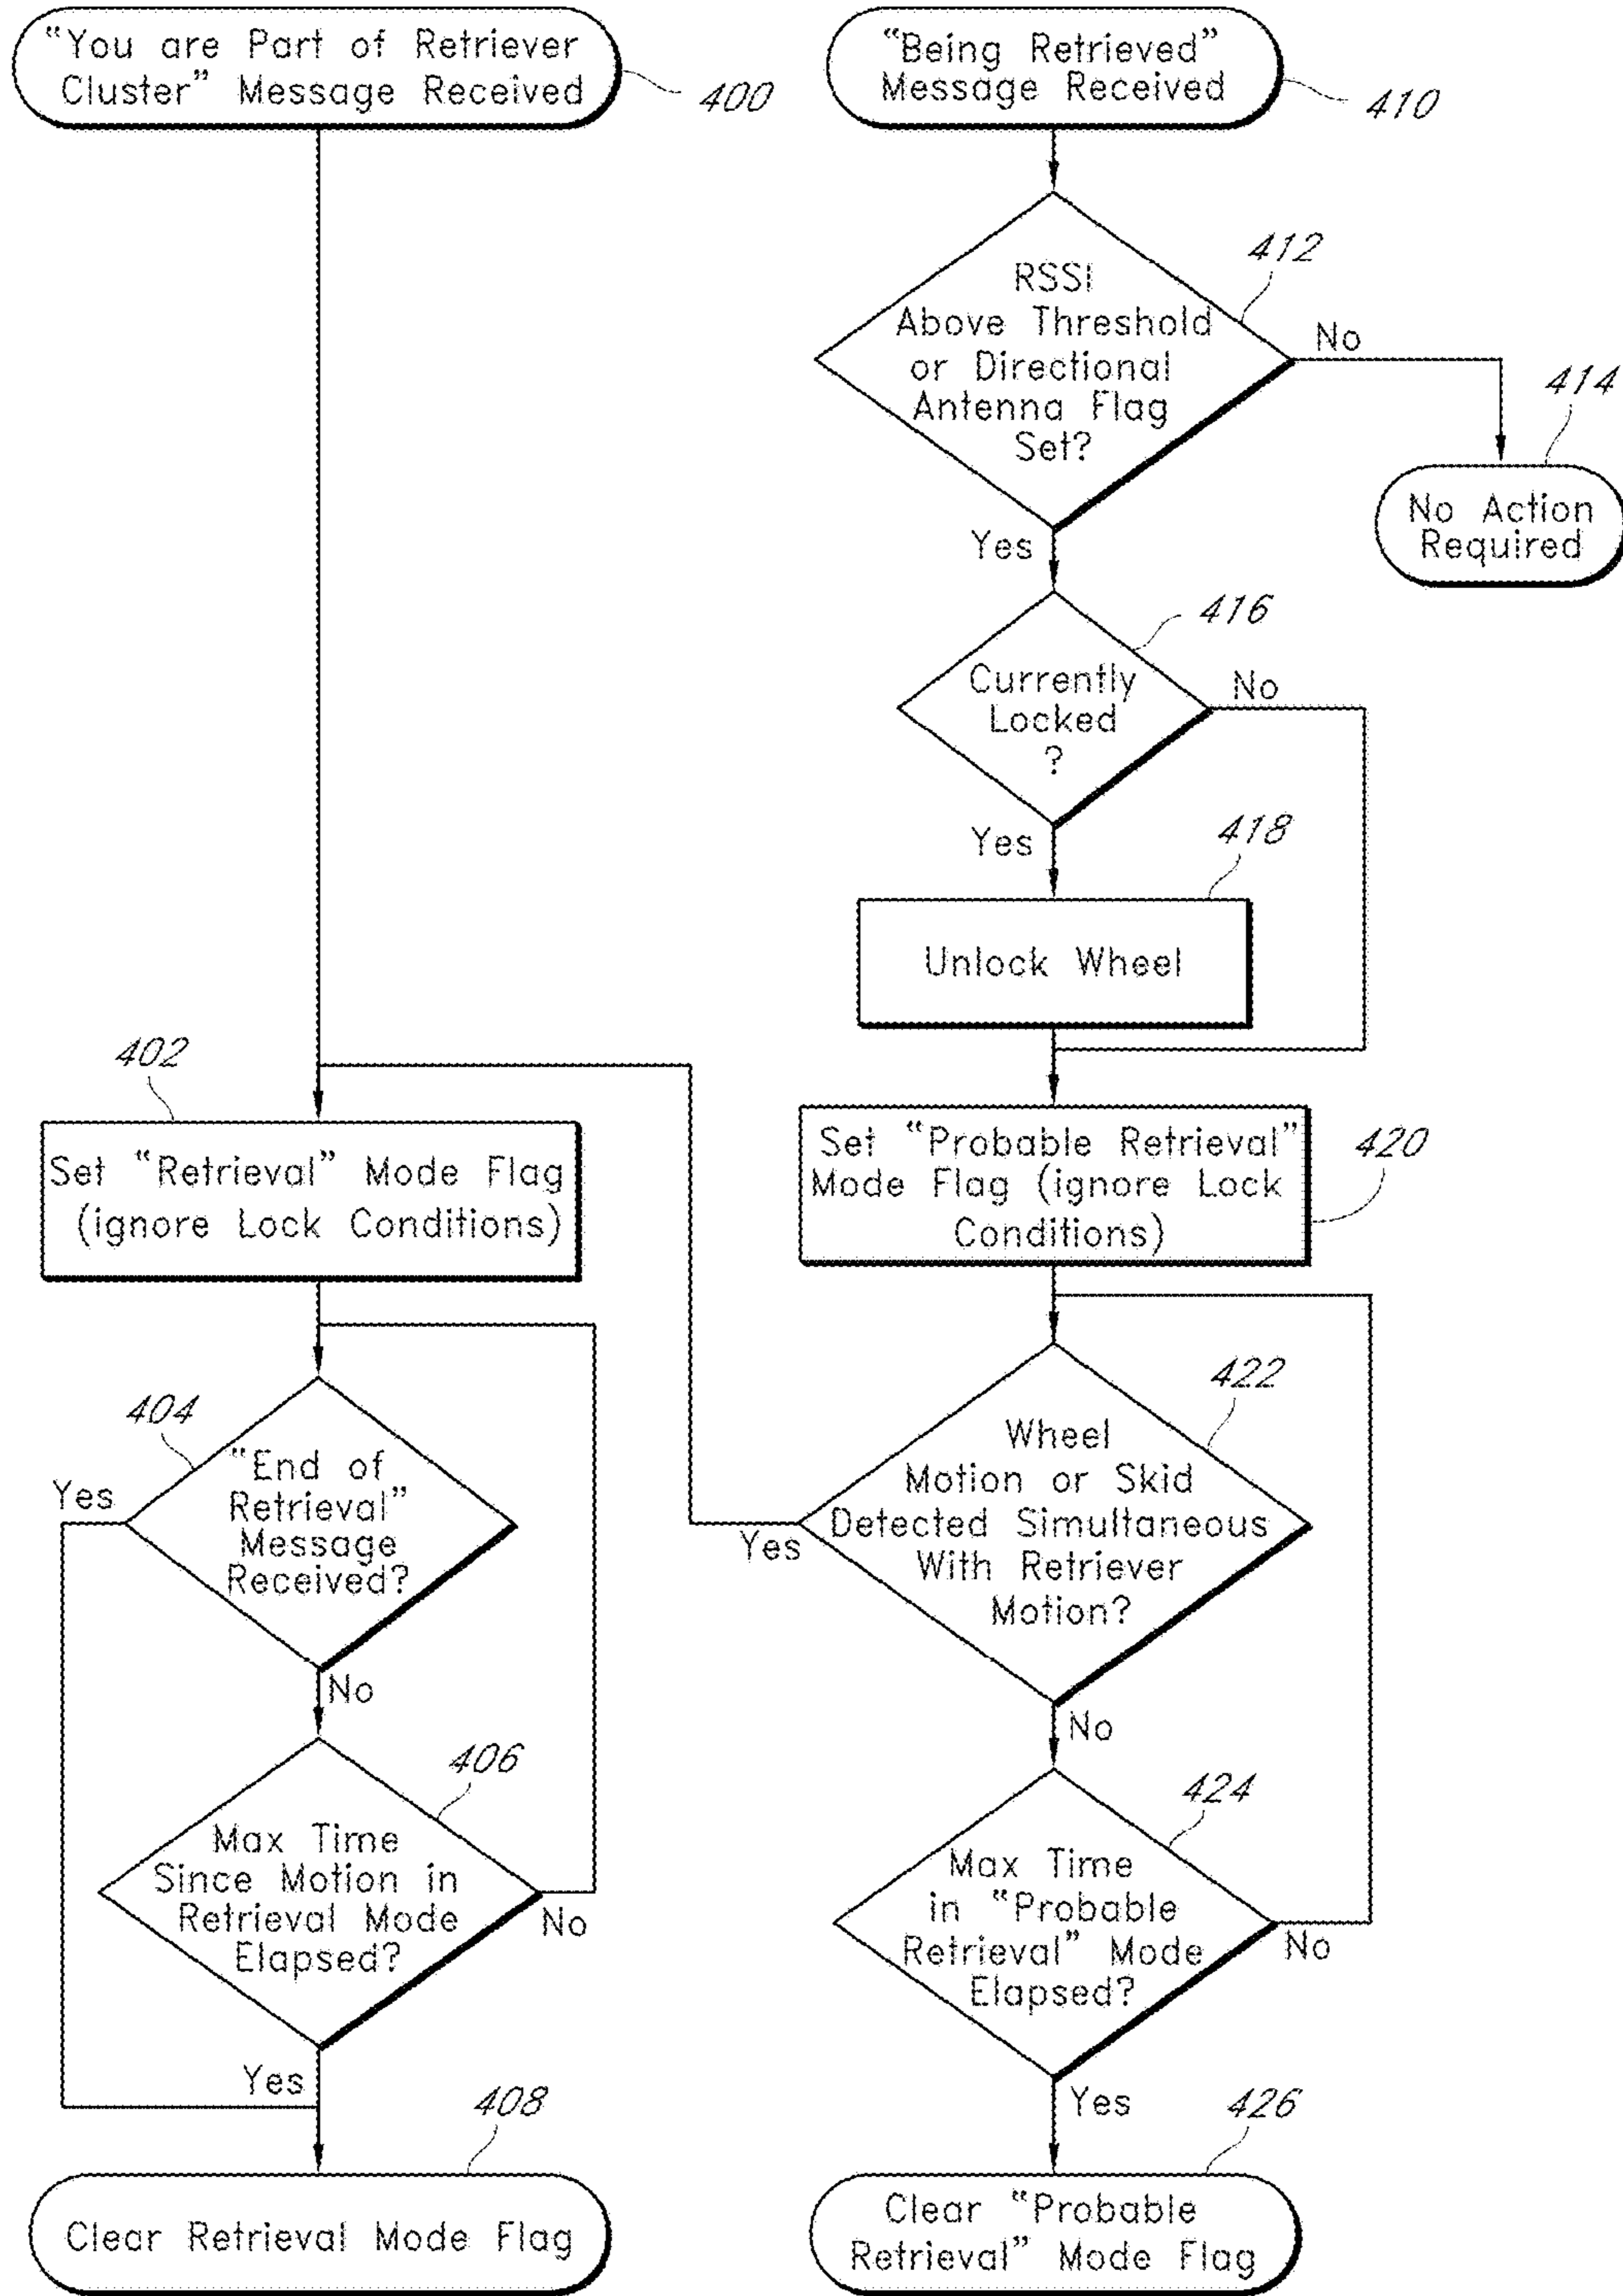 "You are Part of Retriever
Cluster" Message Received
400
"Being Retrieved"
Message Received
410
RSSI
Above Threshold
or Directional
Antenna Flag
Set?
412
No
414
No Action
Required
Yes
416
Currently
Locked
?
No
Yes
418
Unlock Wheel
402
Set "Retrieval" Mode Flag
(ignore Lock Conditions)
Set "Probable Retrieval"
Mode Flag (ignore Lock
Conditions)
420
404
"End of
Retrieval"
Message
Received?
Yes
No
422
Wheel
Motion or Skid
Detected Simultaneous
With Retriever
Motion?
Yes
No
406
Max Time
Since Motion in
Retrieval Mode
Elapsed?
No
Yes
424
Max Time
in "Probable
Retrieval" Mode
Elapsed?
No
Yes
408
Clear Retrieval Mode Flag
426
Clear "Probable
Retrieval" Mode Flag